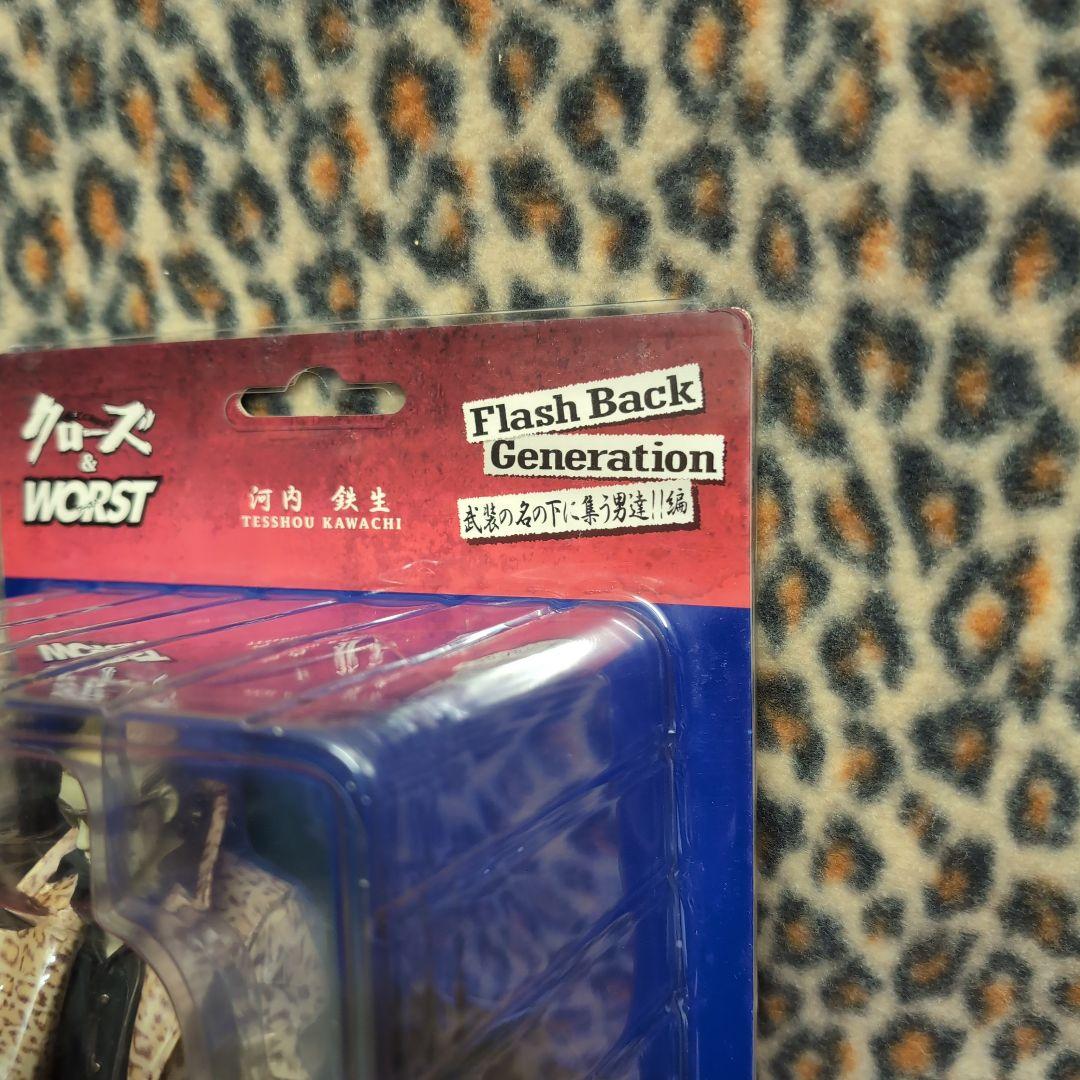 クローズ
&
WORST
河内 鉄生
TESSHOU KAWACHI
Flash Back
Generation
武装の名の下に集う男達!!編